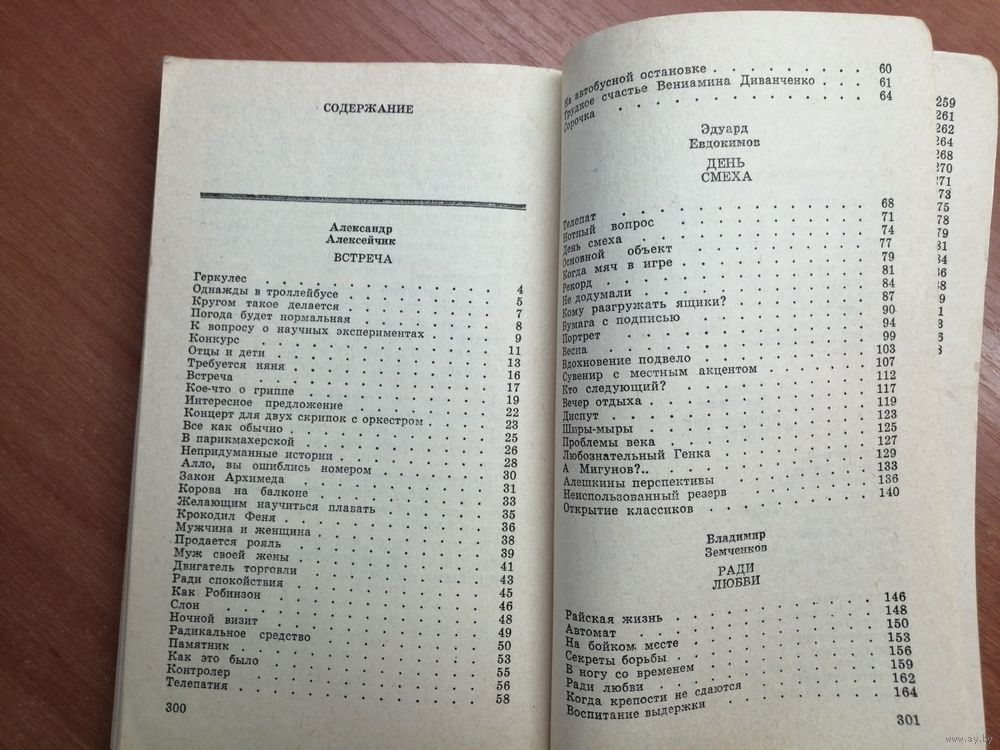 СОДЕРЖАНИЕ
Александр
Алексейчик
ВСТРЕЧА
Геркулес . . . 4
Однажды в троллейбусе . . . 5
Кругом такое делается . . . 7
Погода будет нормальная . . . 8
К вопросу о научных экспериментах . . . 9
Конкурс . . . 11
Отцы и дети . . . 13
Требуется няня . . . 16
Встреча . . . 17
Кое-что о гриппе . . . 19
Интересное предложение . . . 22
Концерт для двух скрипок с оркестром . . . 23
Все как обычно . . . 25
В парикмахерской . . . 26
Непридуманные истории . . . 28
Алло, вы ошиблись номером . . . 30
Закон Архимеда . . . 31
Корова на балконе . . . 33
Желающим научиться плавать . . . 35
Крокодил Феня . . . 36
Мужчина и женщина . . . 38
Продается рояль . . . 39
Муж своей жены . . . 41
Двигатель торговли . . . 43
Ради спокойствия . . . 45
Как Робинзон . . . 46
Слон . . . 48
Ночной визит . . . 49
Радикальное средство . . . 50
Памятник . . . 53
Как это было . . . 55
Контролер . . . 56
Телепатия . . . 58
300
На автобусной остановке . . . 60
Трудное счастье Вениамина Диванченко . . . 61
Сорочка . . . 64
Эдуард
Евдокимов
ДЕНЬ
СМЕХА
Телепат . . . 68
Нотный вопрос . . . 71
День смеха . . . 74
Основной объект . . . 77
Когда мяч в игре . . . 79
Рекорд . . . 81
Не додумали . . . 84
Кому разгружать ящики? . . . 87
Бумага с подписью . . . 90
Портрет . . . 94
Весна . . . 99
Вдохновение подвело . . . 103
Сувенир с местным акцентом . . . 107
Кто следующий? . . . 112
Вечер отдыха . . . 117
Диспут . . . 119
Ширы-мыры . . . 123
Проблемы века . . . 125
Любознательный Генка . . . 127
А Мигунов?.. . . . 129
Алешкины перспективы . . . 133
Неиспользованный резерв . . . 136
Открытие классиков . . . 140
Владимир
Земченков
РАДИ
ЛЮБВИ
Райская жизнь . . . 146
Автомат . . . 148
На бойком месте . . . 150
Секреты борьбы . . . 153
В ногу со временем . . . 156
Ради любви . . . 159
Когда крепости не сдаются . . . 162
Воспитание выдержки . . . 164
301
259
261
262
264
268
www.ay.by